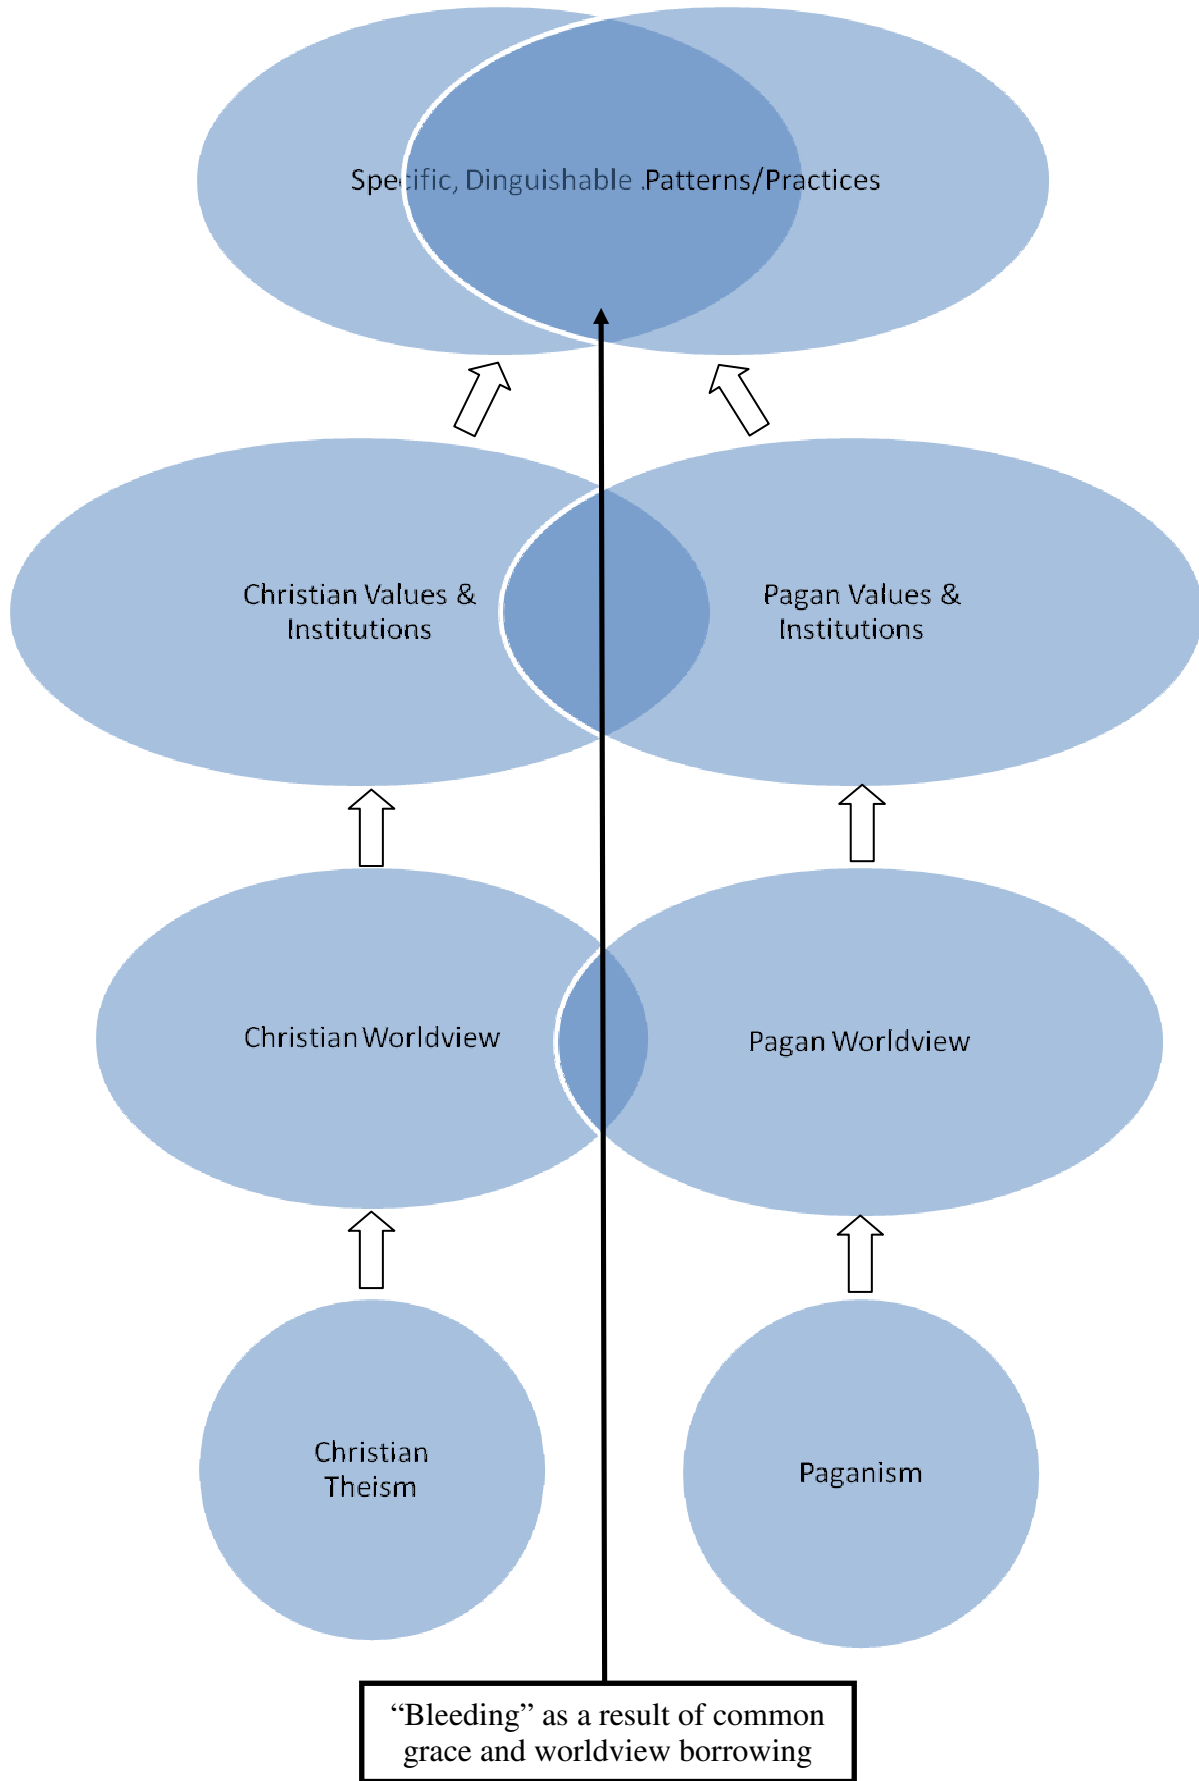 Specific, Dinguishable .Patterns/Practices
Christian Values &
Institutions
Pagan Values &
Institutions
Christian Worldview
Pagan Worldview
Christian
Theism
Paganism
“Bleeding” as a result of common
grace and worldview borrowing